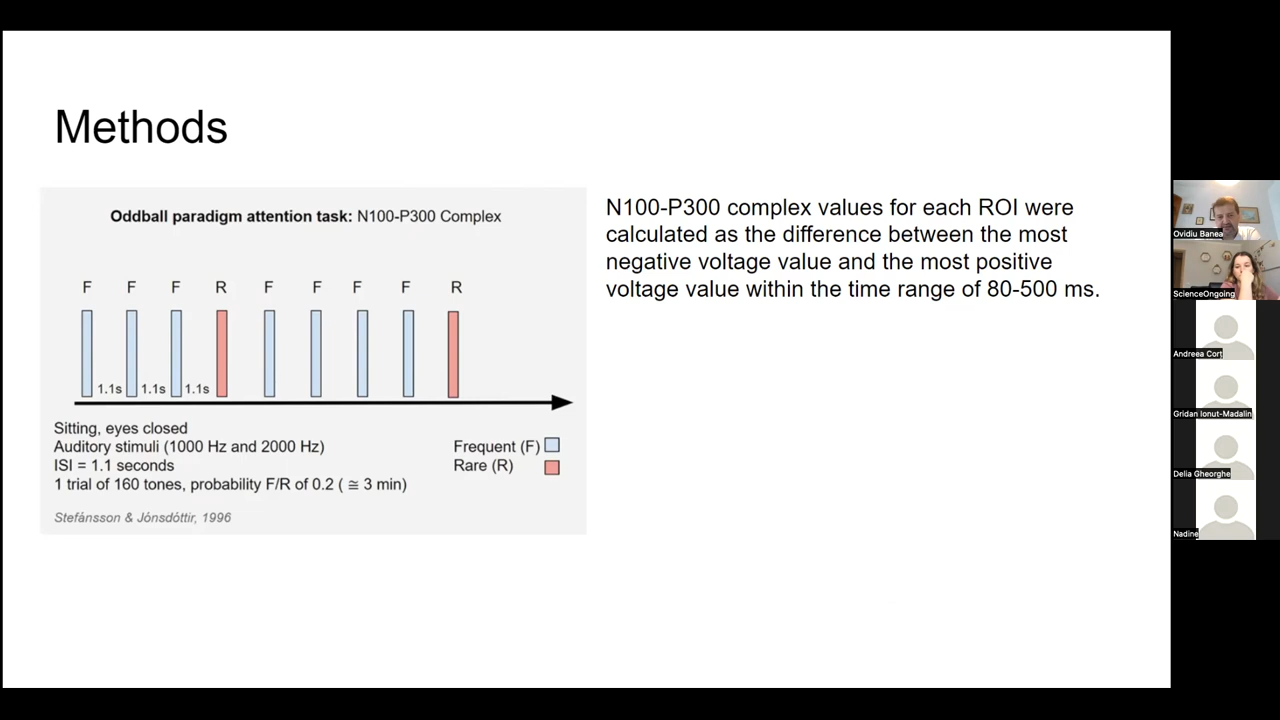 Methods
Oddball paradigm attention task: N100-P300 Complex
F F F R F F F F R
1.1s 1.1s 1.1s
Sitting, eyes closed
Auditory stimuli (1000 Hz and 2000 Hz)
ISI = 1.1 seconds
1 trial of 160 tones, probability F/R of 0.2 ( ≅ 3 min)
Frequent (F)
Rare (R)
Stefánsson & Jónsdóttir, 1996
N100-P300 complex values for each ROI were
calculated as the difference between the most
negative voltage value and the most positive
voltage value within the time range of 80-500 ms.
Ovidiu Banea
ScienceOngoing
Andreea Corț
Gridan Ionut-Madalin
Delia Gheorghe
Nadine